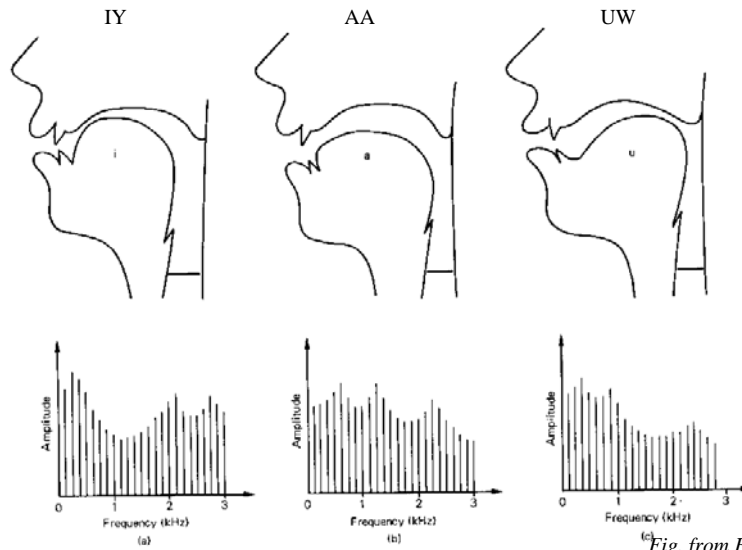 IY AA UW
i a u
Amplitude Amplitude Amplitude
0 1 2 3 0 1 2 3 0 1 2 3
Frequency (kHz) Frequency (kHz) Frequency (kHz)
(a) (b) (c)
Fig. from